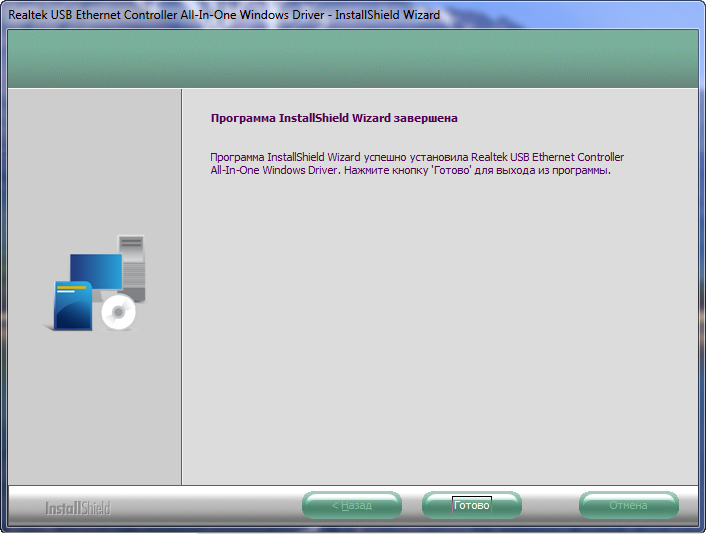 Realtek USB Ethernet Controller All-In-One Windows Driver - InstallShield Wizard
Программа InstallShield Wizard завершена
Программа InstallShield Wizard успешно установила Realtek USB Ethernet Controller
All-In-One Windows Driver. Нажмите кнопку 'Готово' для выхода из программы.
InstallShield
< Назад
Готово
Отмена